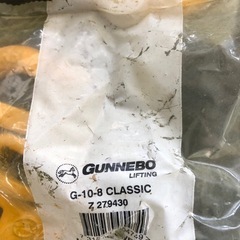 GUNNEBO
LIFTING
G-10-8 CLASSIC
Z 279430